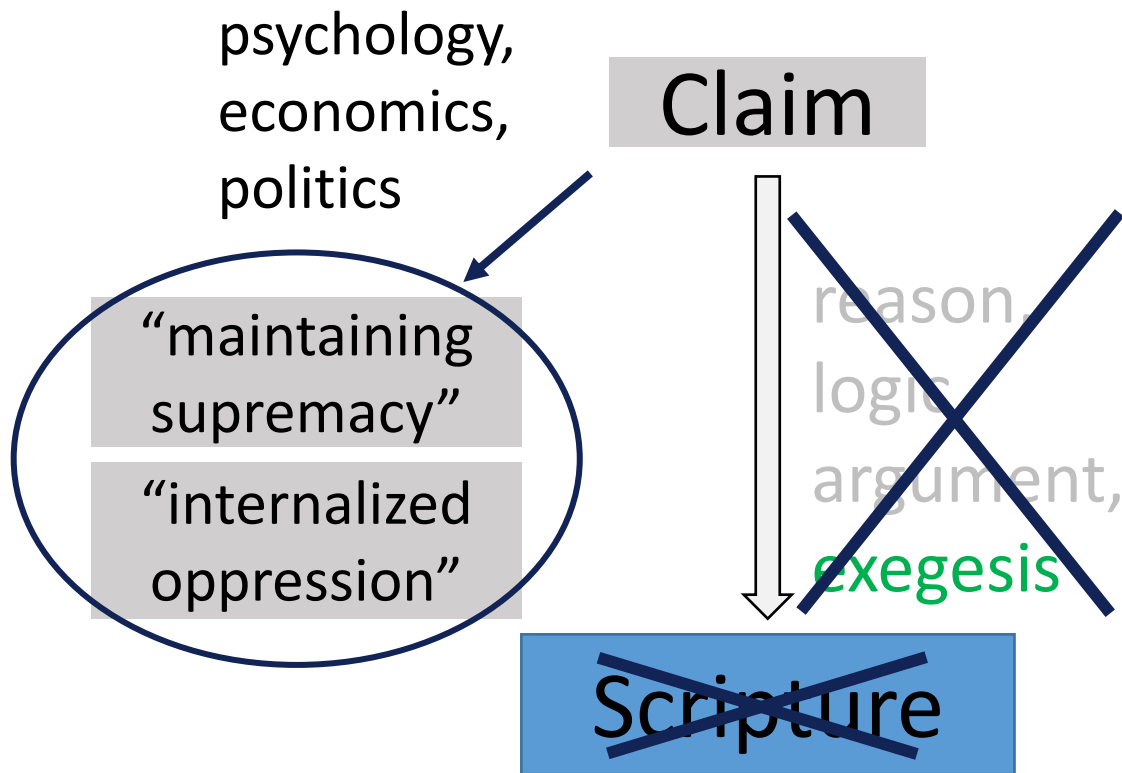 psychology,
economics,
politics
Claim
“maintaining
supremacy”
“internalized
oppression”
reason,
logic
argument,
exegesis
Scripture